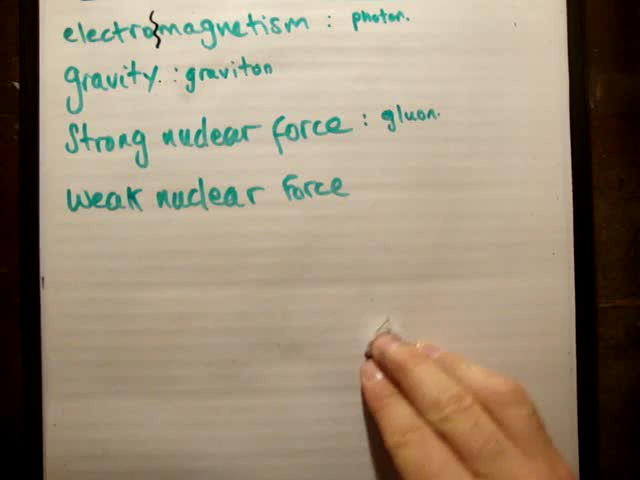 electromagnetism : photon.
gravity. : graviton
Strong nuclear force : gluon.
Weak nuclear Force